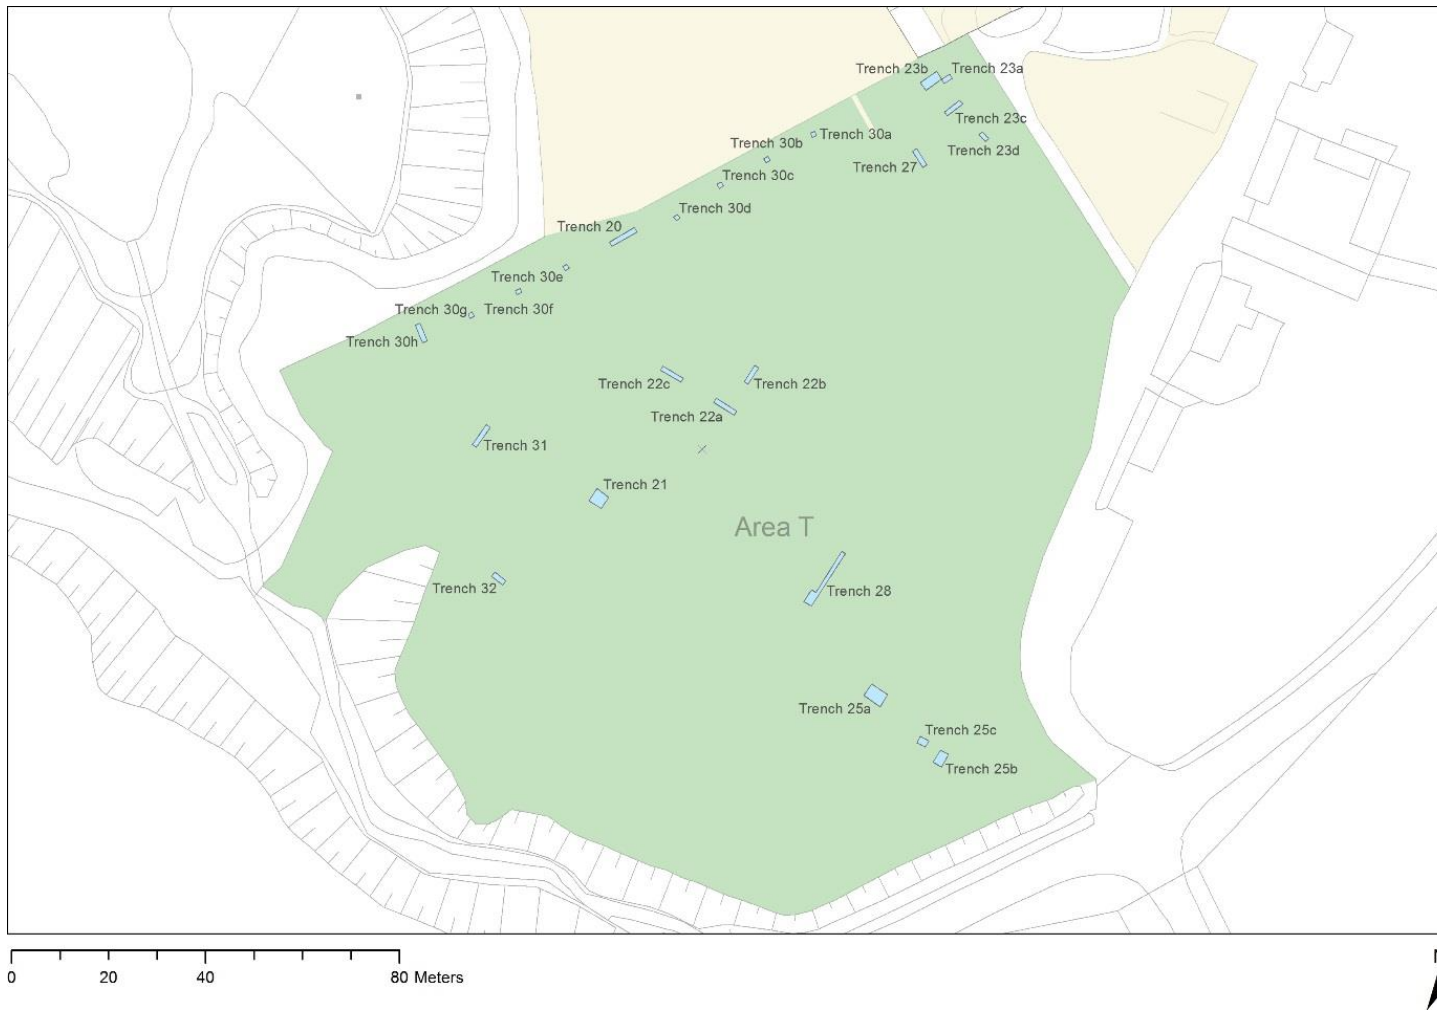 Trench 23b
Trench 23a
Trench 23c
Trench 30a
Trench 30b
Trench 23d
Trench 27
Trench 30c
Trench 30d
Trench 20
Trench 30e
Trench 30g
Trench 30f
Trench 30h
Trench 22c
Trench 22b
Trench 22a
Trench 31
Trench 21
Area T
Trench 32
Trench 28
Trench 25a
Trench 25c
Trench 25b
0 20 40 80 Meters